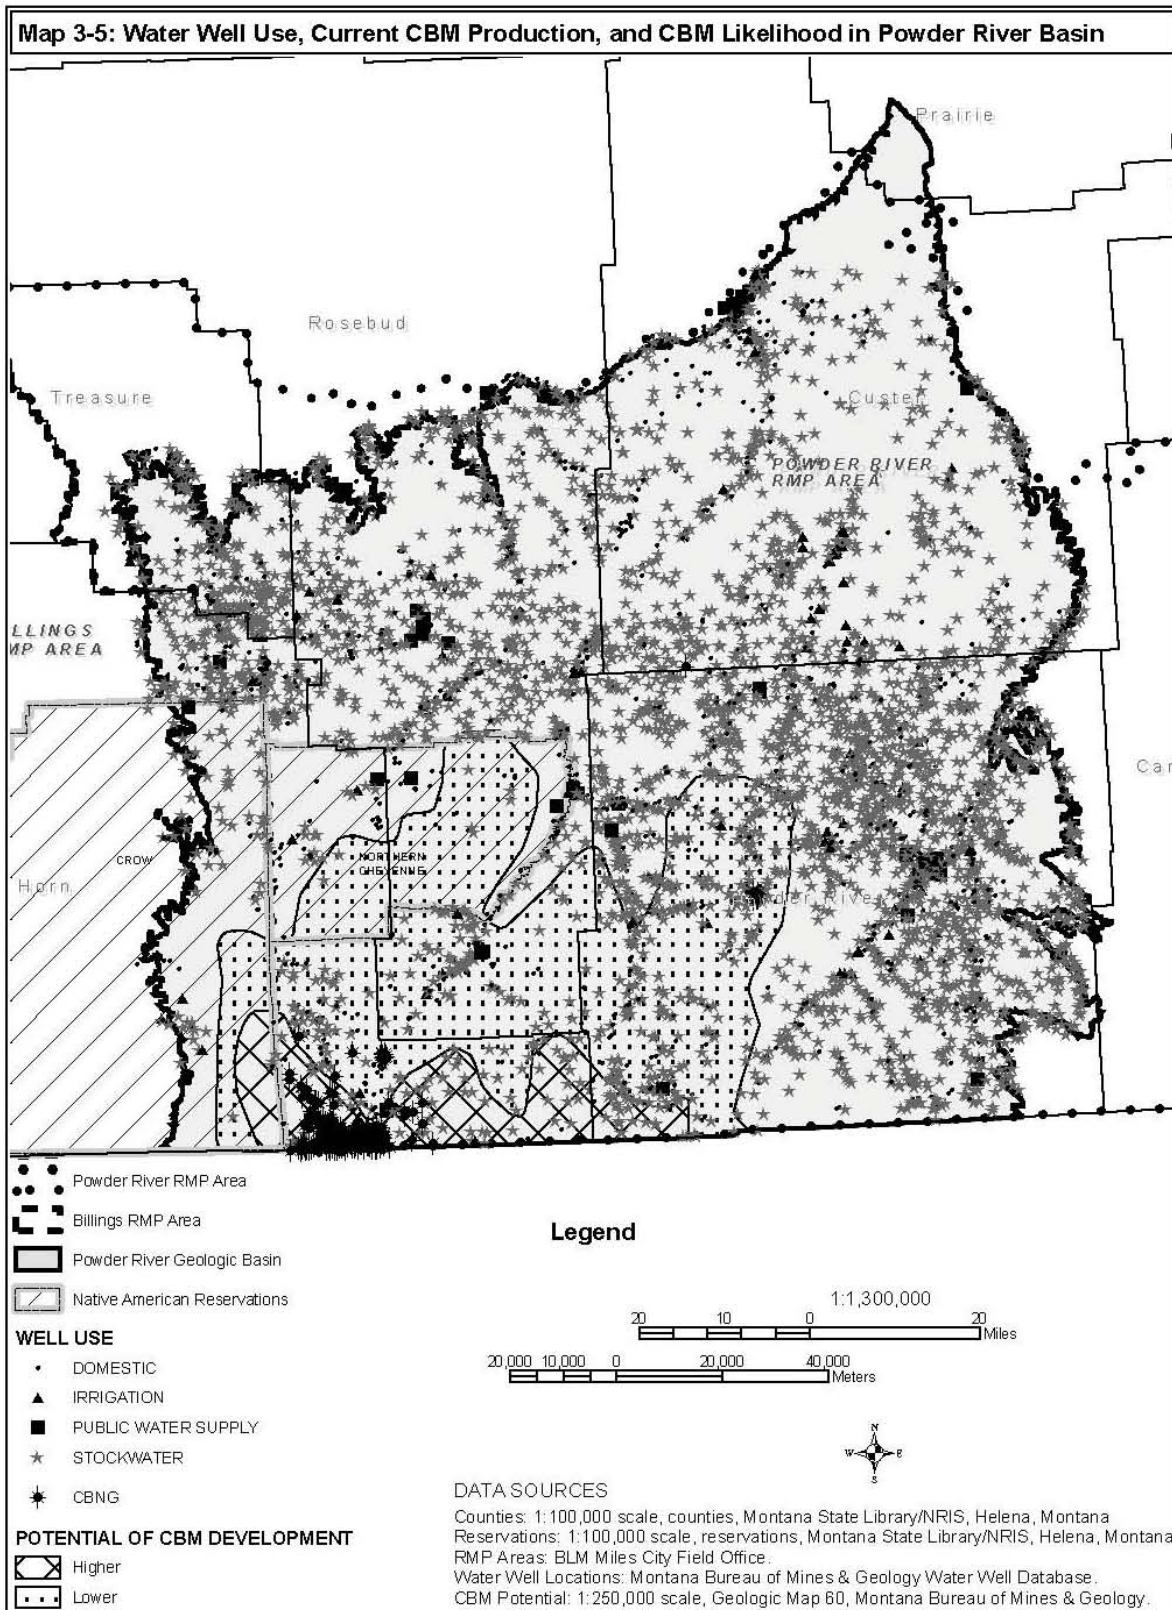 Map 3-5: Water Well Use, Current CBM Production, and CBM Likelihood in Powder River Basin
Prairie
Rosebud
Treasure
Custer
POWDER RIVER
RMP AREA
LLINGS
MP AREA
Car
CROW
NORTHERN
CHEYENNE
Horn
Powder River
Powder River RMP Area
Billings RMP Area
Powder River Geologic Basin
Native American Reservations
WELL USE
DOMESTIC
IRRIGATION
PUBLIC WATER SUPPLY
STOCKWATER
CBNG
POTENTIAL OF CBM DEVELOPMENT
Higher
Lower
Legend
1:1,300,000
20 10 0 20
Miles
20,000 10,000 0 20,000 40,000
Meters
N
W E
S
DATA SOURCES
Counties: 1:100,000 scale, counties, Montana State Library/NRIS, Helena, Montana
Reservations: 1:100,000 scale, reservations, Montana State Library/NRIS, Helena, Montana
RMP Areas: BLM Miles City Field Office.
Water Well Locations: Montana Bureau of Mines & Geology Water Well Database.
CBM Potential: 1:250,000 scale, Geologic Map 60, Montana Bureau of Mines & Geology.